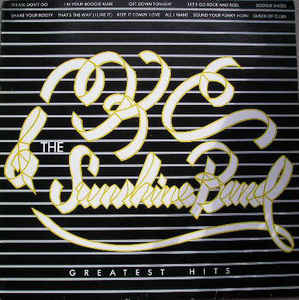 PLEASE DON'T GO I'M YOUR BOOGIE MAN GET DOWN TONIGHT LET'S GO ROCK AND ROLL BOOGIE SHOES
SHAKE YOUR BOOTY THAT'S THE WAY (I LIKE IT) KEEP IT COMIN' LOVE ALL I WANT SOUND YOUR FUNKY HORN QUEEN OF CLUBS
KC
& THE
Sunshine Band
GREATEST HITS